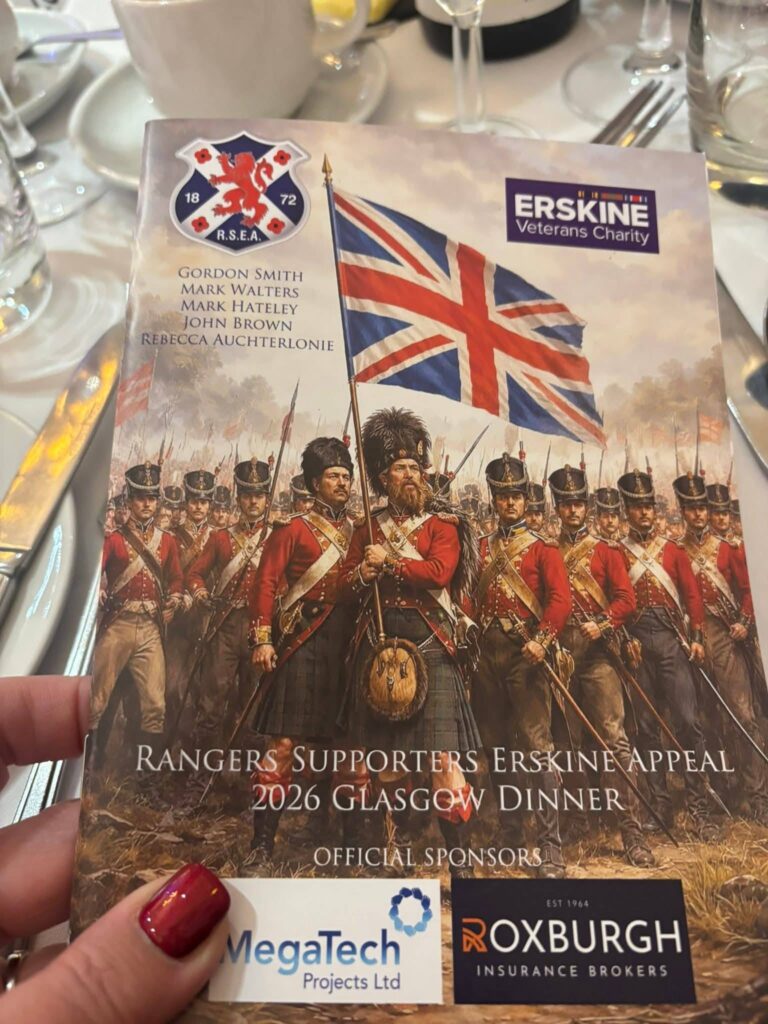 18 72
R.S.E.A.
ERSKINE
Veterans Charity
GORDON SMITH
MARK WALTERS
MARK HATELEY
JOHN BROWN
REBECCA AUCHTERLONIE
RANGERS SUPPORTERS ERSKINE APPEAL
2026 GLASGOW DINNER
OFFICIAL SPONSORS
MegaTech
Projects Ltd
EST 1964
ROXBURGH
INSURANCE BROKERS